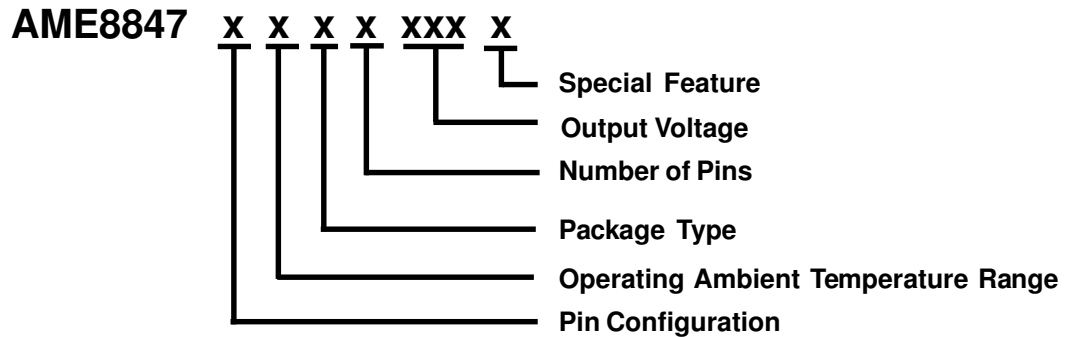 AME8847 x x x x xxx x
Special Feature
Output Voltage
Number of Pins
Package Type
Operating Ambient Temperature Range
Pin Configuration